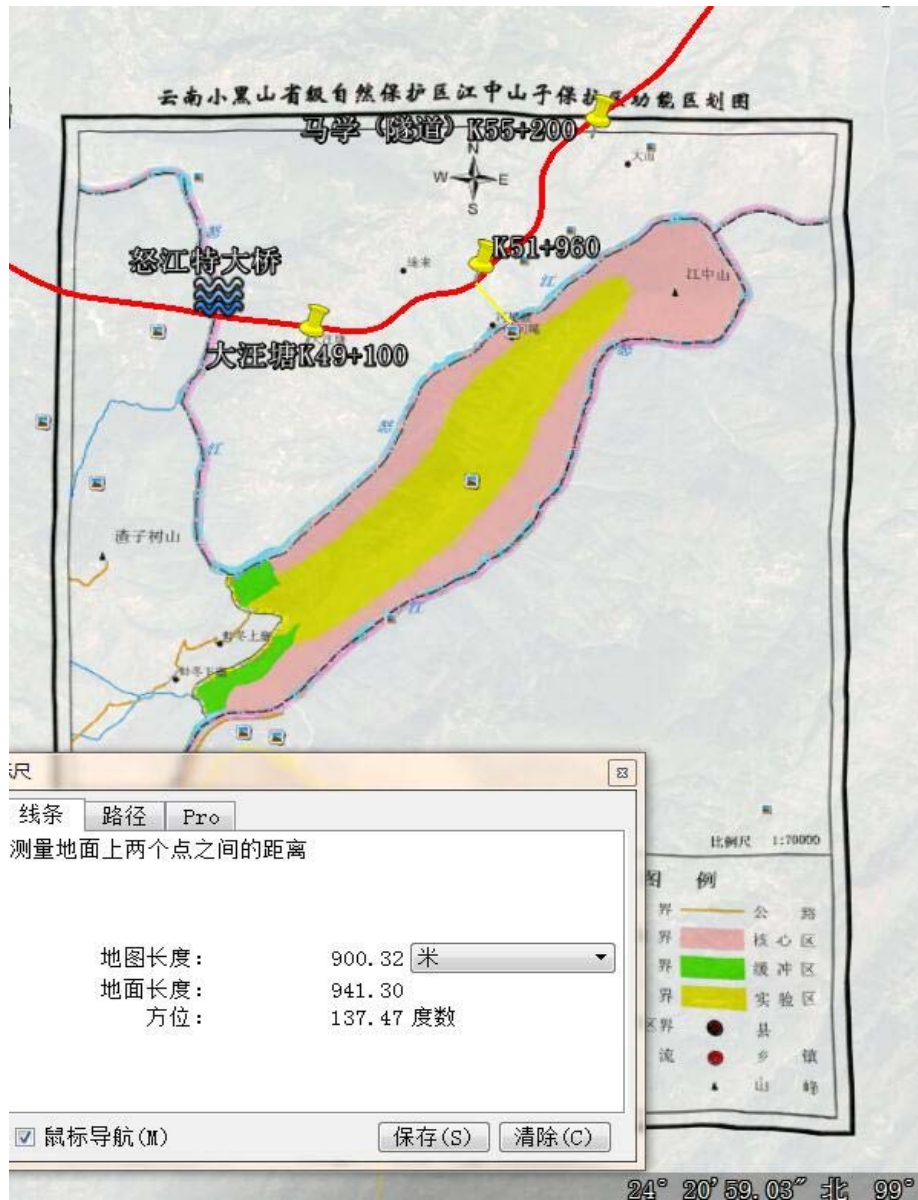 云南小黑山省级自然保护区江中山子保护区功能区划图
马学（隧道）K55+200
大山
N
W
E
S
怒
怒江特大桥
K51+960
江
江中山
大汪塘K49+100
怒
怒
江
渣子树山
江
线条
路径
Pro
测量地面上两个点之间的距离
比例尺 1:70000
图 例
界
公 路
界
核 心 区
界
缓 冲 区
界
实 验 区
区界
县
流
乡 镇
山 峰
地图长度：
900.32
米
地面长度：
941.30
方位：
137.47 度数
鼠标导航(M)
保存(S)
清除(C)
24° 20′59.03″ 北 99°